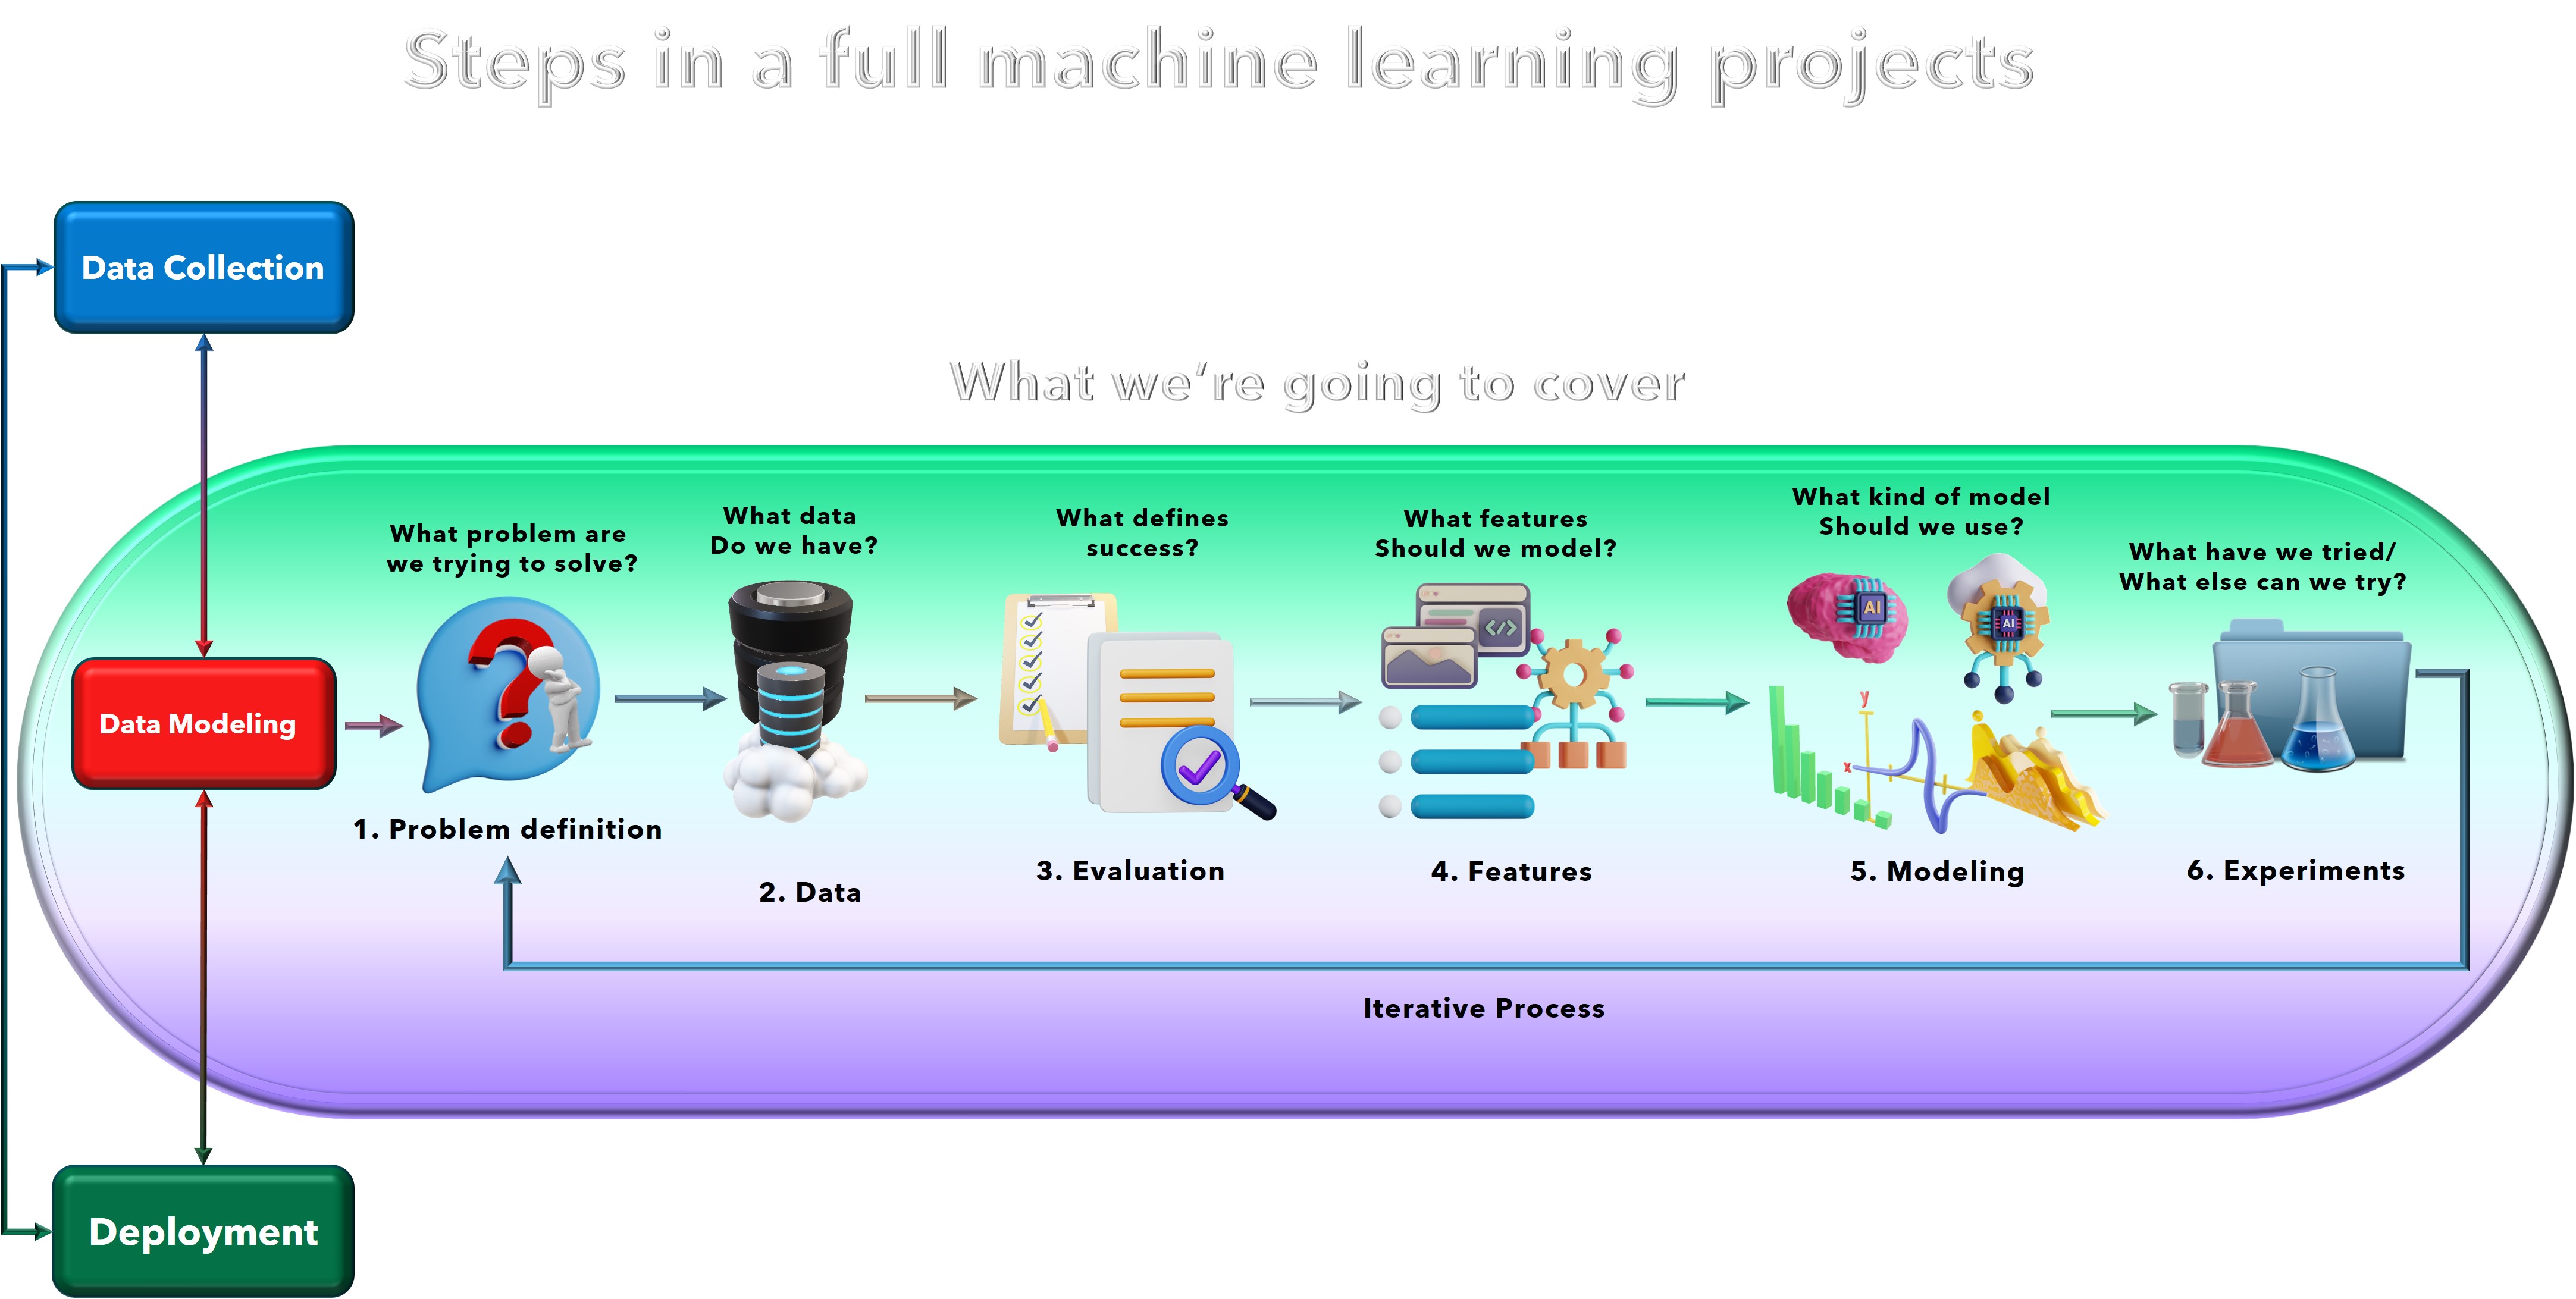 Steps in a full machine learning projects
Data Collection
What we're going to cover
What problem are
we trying to solve?
What data
Do we have?
What defines
success?
What features
Should we model?
What kind of model
Should we use?
What have we tried/
What else can we try?
Data Modeling
</>
AI
AI
y
x
1. Problem definition
2. Data
3. Evaluation
4. Features
5. Modeling
6. Experiments
Iterative Process
Deployment